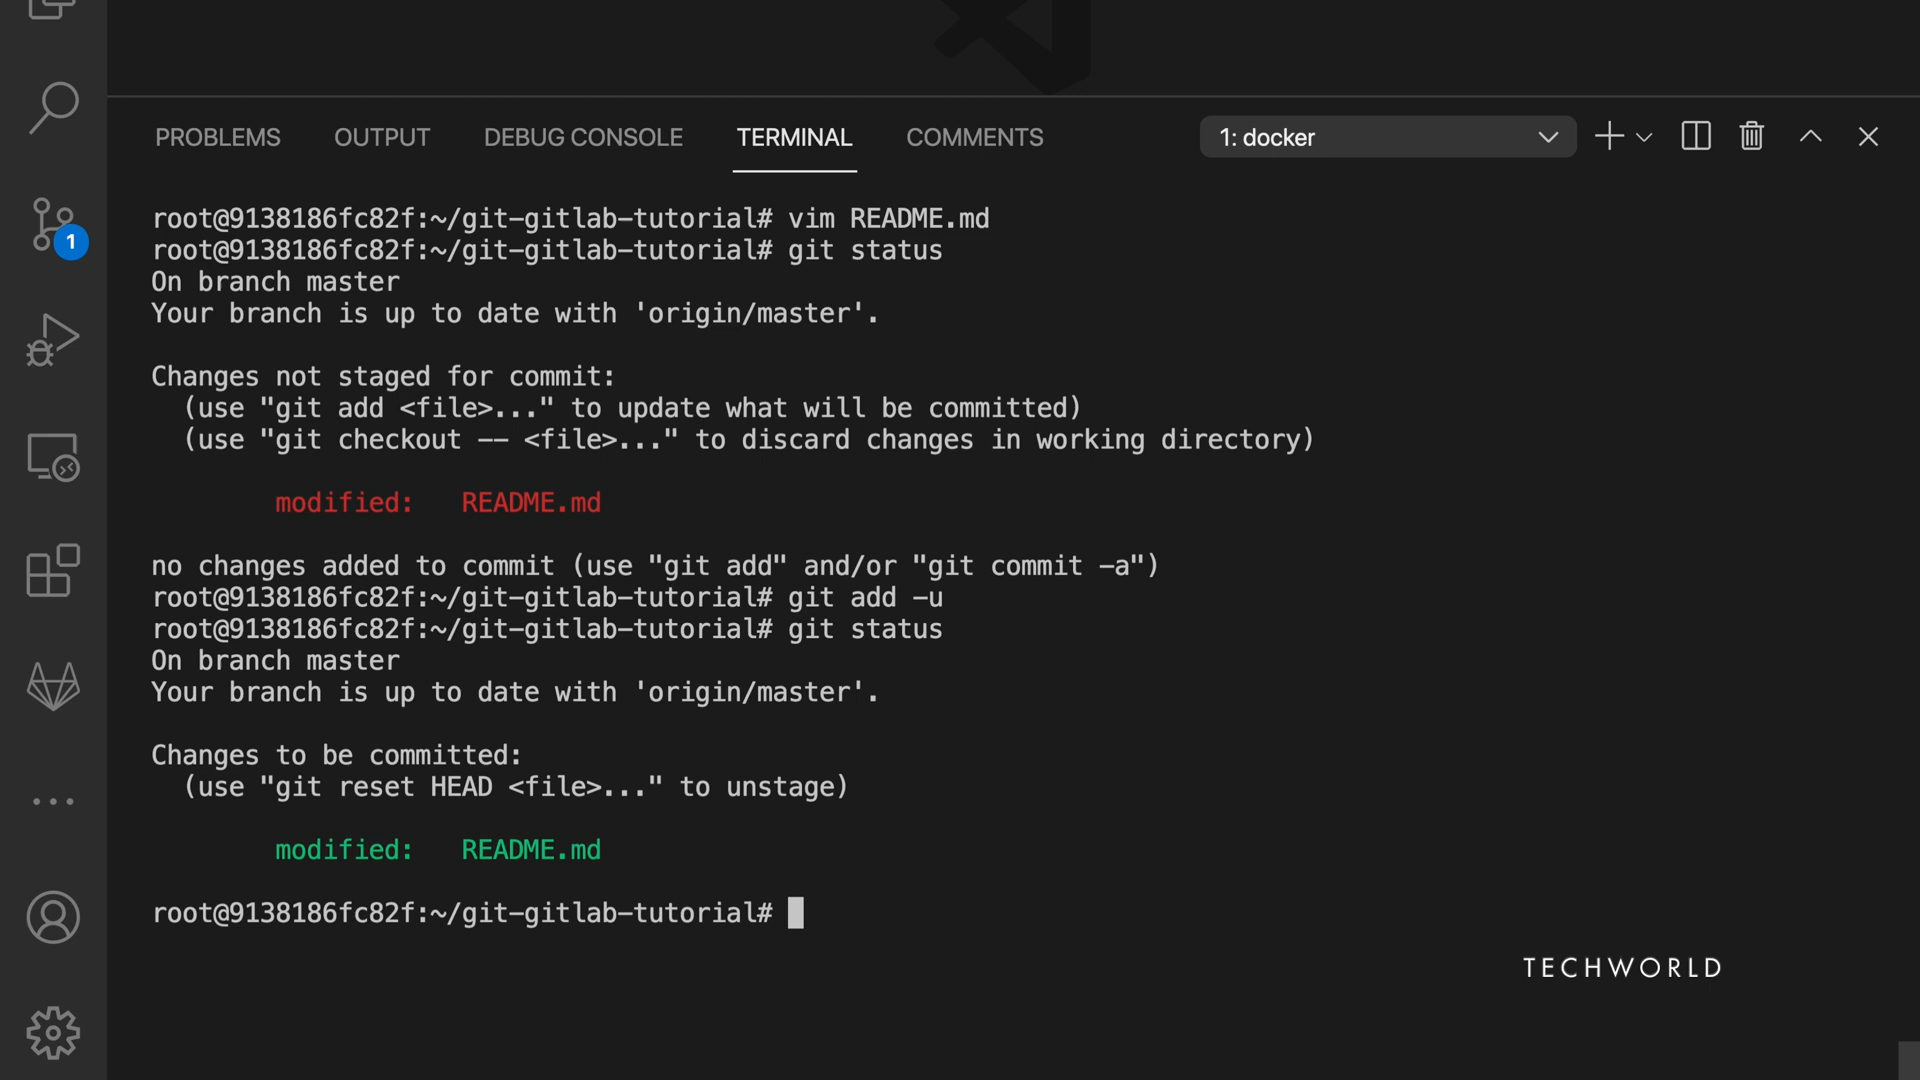 PROBLEMS OUTPUT DEBUG CONSOLE TERMINAL COMMENTS 1: docker
root@9138186fc82f:~/git-gitlab-tutorial# vim README.md
root@9138186fc82f:~/git-gitlab-tutorial# git status
1
On branch master
Your branch is up to date with 'origin/master'.
Changes not staged for commit:
(use "git add <file>..." to update what will be committed)
(use "git checkout -- <file>..." to discard changes in working directory)
modified: README.md
no changes added to commit (use "git add" and/or "git commit -a")
root@9138186fc82f:~/git-gitlab-tutorial# git add -u
root@9138186fc82f:~/git-gitlab-tutorial# git status
On branch master
Your branch is up to date with 'origin/master'.
Changes to be committed:
(use "git reset HEAD <file>..." to unstage)
modified: README.md
root@9138186fc82f:~/git-gitlab-tutorial#
TECHWORLD